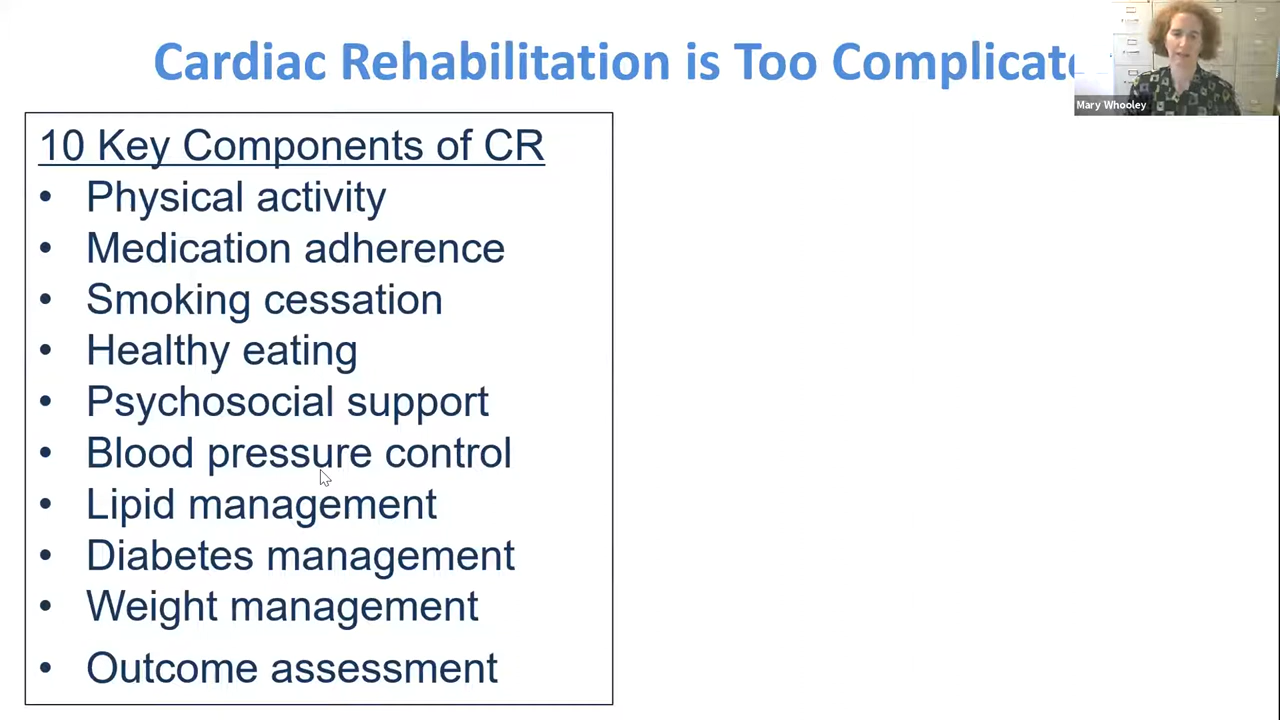 Cardiac Rehabilitation is Too Complicat
Mary Whooley
10 Key Components of CR
• Physical activity
• Medication adherence
• Smoking cessation
• Healthy eating
• Psychosocial support
• Blood pressure control
• Lipid management
• Diabetes management
• Weight management
• Outcome assessment